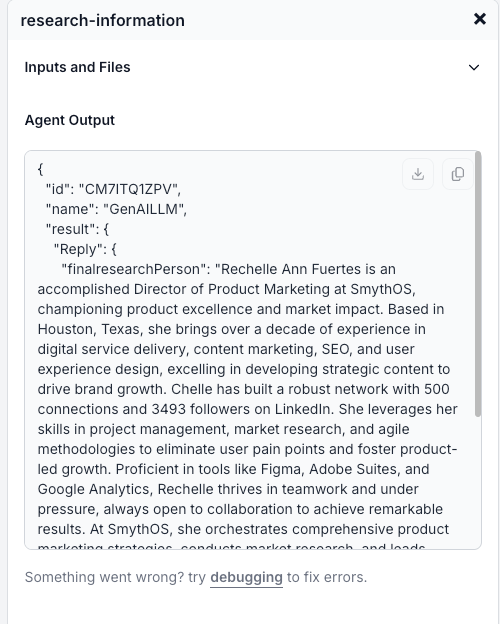 research-information
Inputs and Files
Agent Output
{
"id": "CM7ITQ1ZPV",
"name": "GenAILLM",
"result": {
"Reply": {
"finalresearchPerson": "Rechelle Ann Fuertes is an
accomplished Director of Product Marketing at SmythOS,
championing product excellence and market impact. Based in
Houston, Texas, she brings over a decade of experience in
digital service delivery, content marketing, SEO, and user
experience design, excelling in developing strategic content to
drive brand growth. Chelle has built a robust network with 500
connections and 3493 followers on LinkedIn. She leverages her
skills in project management, market research, and agile
methodologies to eliminate user pain points and foster product-
led growth. Proficient in tools like Figma, Adobe Suites, and
Google Analytics, Rechelle thrives in teamwork and under
pressure, always open to collaboration to achieve remarkable
results. At SmythOS, she orchestrates comprehensive product
marketing strategies, conducts market research, and leads
Something went wrong? try debugging to fix errors.